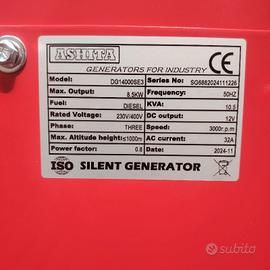 ASHITA
GENERATORS FOR INDUSTRY
Model: DG14000SE3 Series No: SG6882024111226
Max. Output: 8.5KW Frequency: 50HZ
Fuel: DIESEL KVA: 10.5
Rated Voltage: 230V/400V DC output: 12V
Phase: THREE Speed: 3000r.p.m
Max. Altitude height:≤1000m AC current: 32A
Power factor: 0.8 Date: 2024-11
ISO SILENT GENERATOR
subito